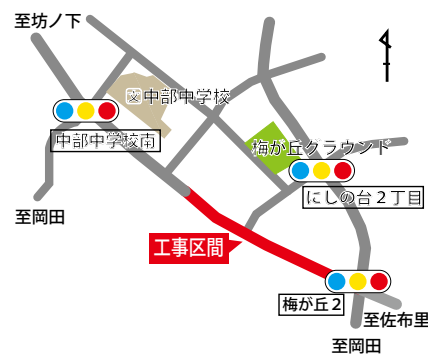 至坊ノ下
文中部中学校
中部中学校南
梅が丘グラウンド
にしの台２丁目
至岡田
工事区間
梅が丘２
至佐布里
至岡田